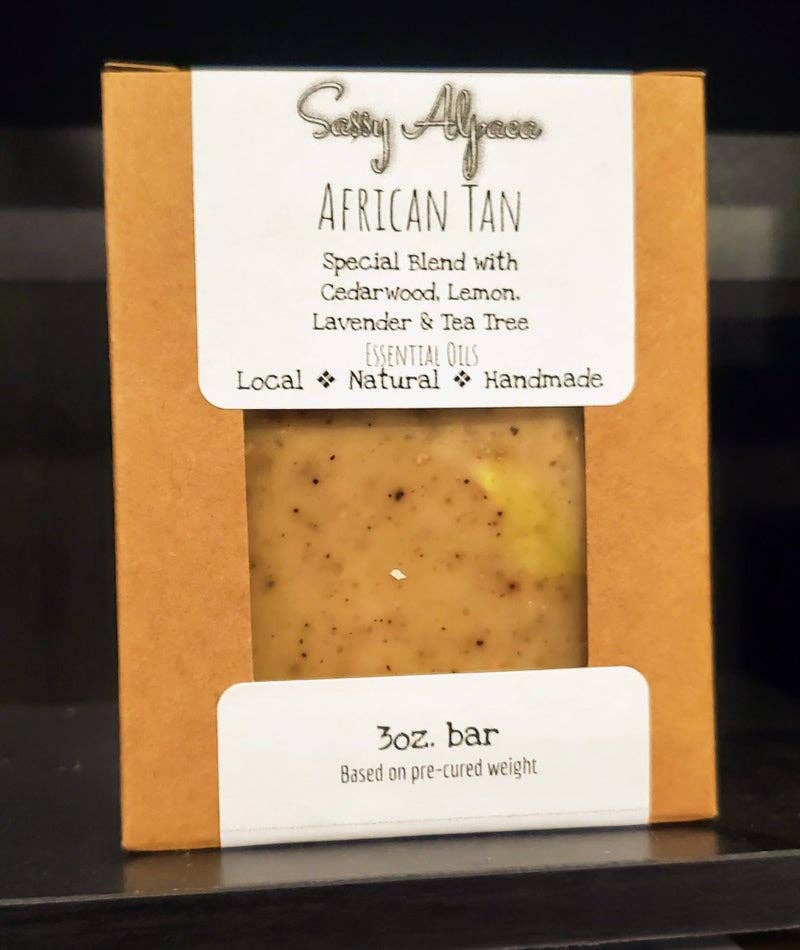 Sassy Alpaca
AFRICAN TAN
Special Blend with
Cedarwood, Lemon,
Lavender & Tea Tree
ESSENTIAL OILS
Local ❖ Natural ❖ Handmade
3oz. bar
Based on pre-cured weight